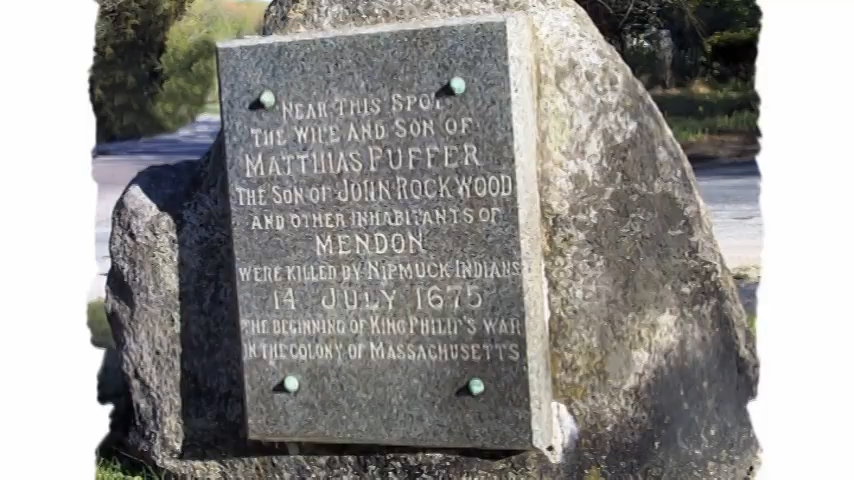 NEAR THIS SPOT
THE WIFE AND SON OF
MATTHIAS PUFFER
THE SON OF JOHN ROCKWOOD
AND OTHER INHABITANTS OF
MENDON
WERE KILLED BY NIPMUCK INDIANS
14 JULY 1675
THE BEGINNING OF KING PHILIP'S WAR
IN THE COLONY OF MASSACHUSETTS